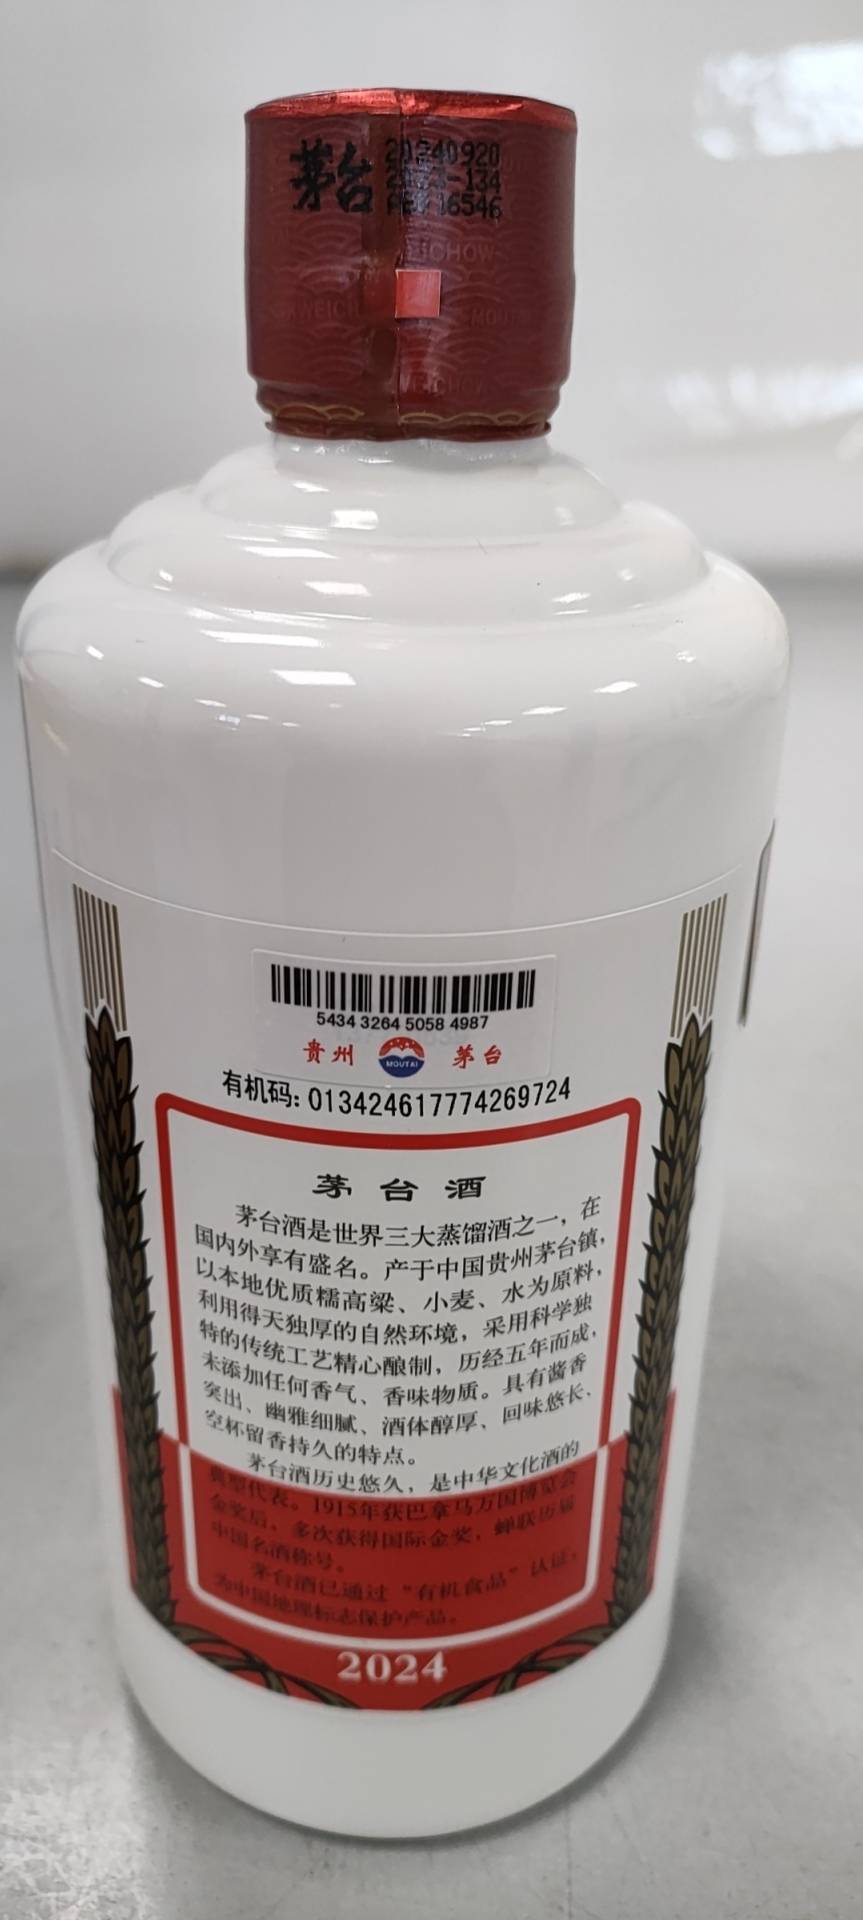 茅台
20240920
2023-134
16546
WEICHOW
MOUTAI
5434 3264 5058 4987
贵州
MOUTAI
茅台
有机码：013424617774269724
茅台酒
茅台酒是世界三大蒸馏酒之一，在
国内外享有盛名。产于中国贵州茅台镇，
以本地优质糯高粱、小麦、水为原料，
利用得天独厚的自然环境，采用科学独
特的传统工艺精心酿制，历经五年而成，
未添加任何香气、香味物质。具有酱香
突出、幽雅细腻、酒体醇厚、回味悠长、
空杯留香持久的特点。
茅台酒历史悠久，是中华文化酒的
典型代表。1915年获巴拿马万国博览会
金奖后，多次获得国际金奖，蝉联历届
中国名酒称号。
茅台酒已通过“有机食品”认证，
为中国地理标志保护产品。
2024